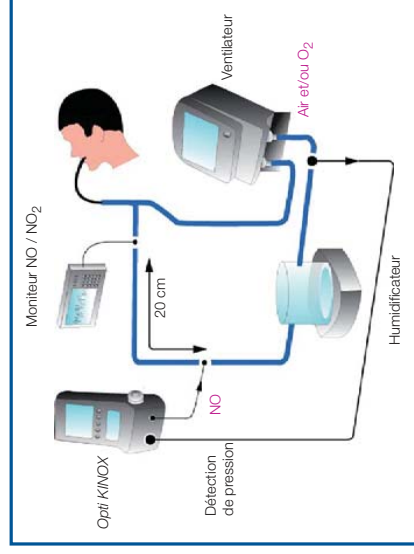 Moniteur NO / NO2
Opti KINOX
20 cm
Ventilateur
NO
Air et/ou O2
Détection
de pression
Humidificateur